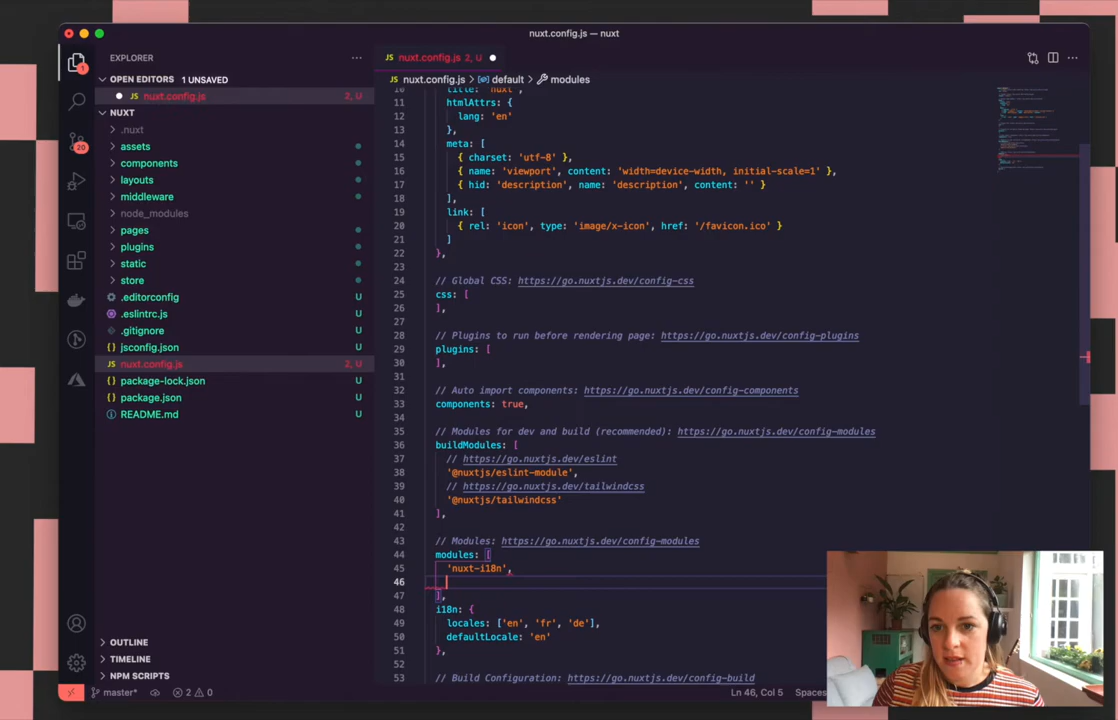 nuxt.config.js — nuxt
EXPLORER
OPEN EDITORS 1 UNSAVED
nuxt.config.js 2, U
NUXT
.nuxt
assets
components
layouts
middleware
node_modules
pages
plugins
static
store
.editorconfig U
.eslintrc.js U
.gitignore U
jsconfig.json U
nuxt.config.js 2, U
package-lock.json U
package.json U
README.md U
OUTLINE
TIMELINE
NPM SCRIPTS
1
20
JS nuxt.config.js 2, U
JS nuxt.config.js > default > modules
10 title: 'nuxt',
11 htmlAttrs: {
12 lang: 'en'
13 },
14 meta: [
15 { charset: 'utf-8' },
16 { name: 'viewport', content: 'width=device-width, initial-scale=1' },
17 { hid: 'description', name: 'description', content: '' }
18 ],
19 link: [
20 { rel: 'icon', type: 'image/x-icon', href: '/favicon.ico' }
21 ]
22 },
23
24 // Global CSS: https://go.nuxtjs.dev/config-css
25 css: [
26 ],
27
28 // Plugins to run before rendering page: https://go.nuxtjs.dev/config-plugins
29 plugins: [
30 ],
31
32 // Auto import components: https://go.nuxtjs.dev/config-components
33 components: true,
34
35 // Modules for dev and build (recommended): https://go.nuxtjs.dev/config-modules
36 buildModules: [
37 // https://go.nuxtjs.dev/eslint
38 '@nuxtjs/eslint-module',
39 // https://go.nuxtjs.dev/tailwindcss
40 '@nuxtjs/tailwindcss'
41 ],
42
43 // Modules: https://go.nuxtjs.dev/config-modules
44 modules: [
45 'nuxt-i18n',
46
47 ],
48 i18n: {
49 locales: ['en', 'fr', 'de'],
50 defaultLocale: 'en'
51 },
52
53 // Build Configuration: https://go.nuxtjs.dev/config-build
master* 2 0
Ln 46, Col 5 Spaces